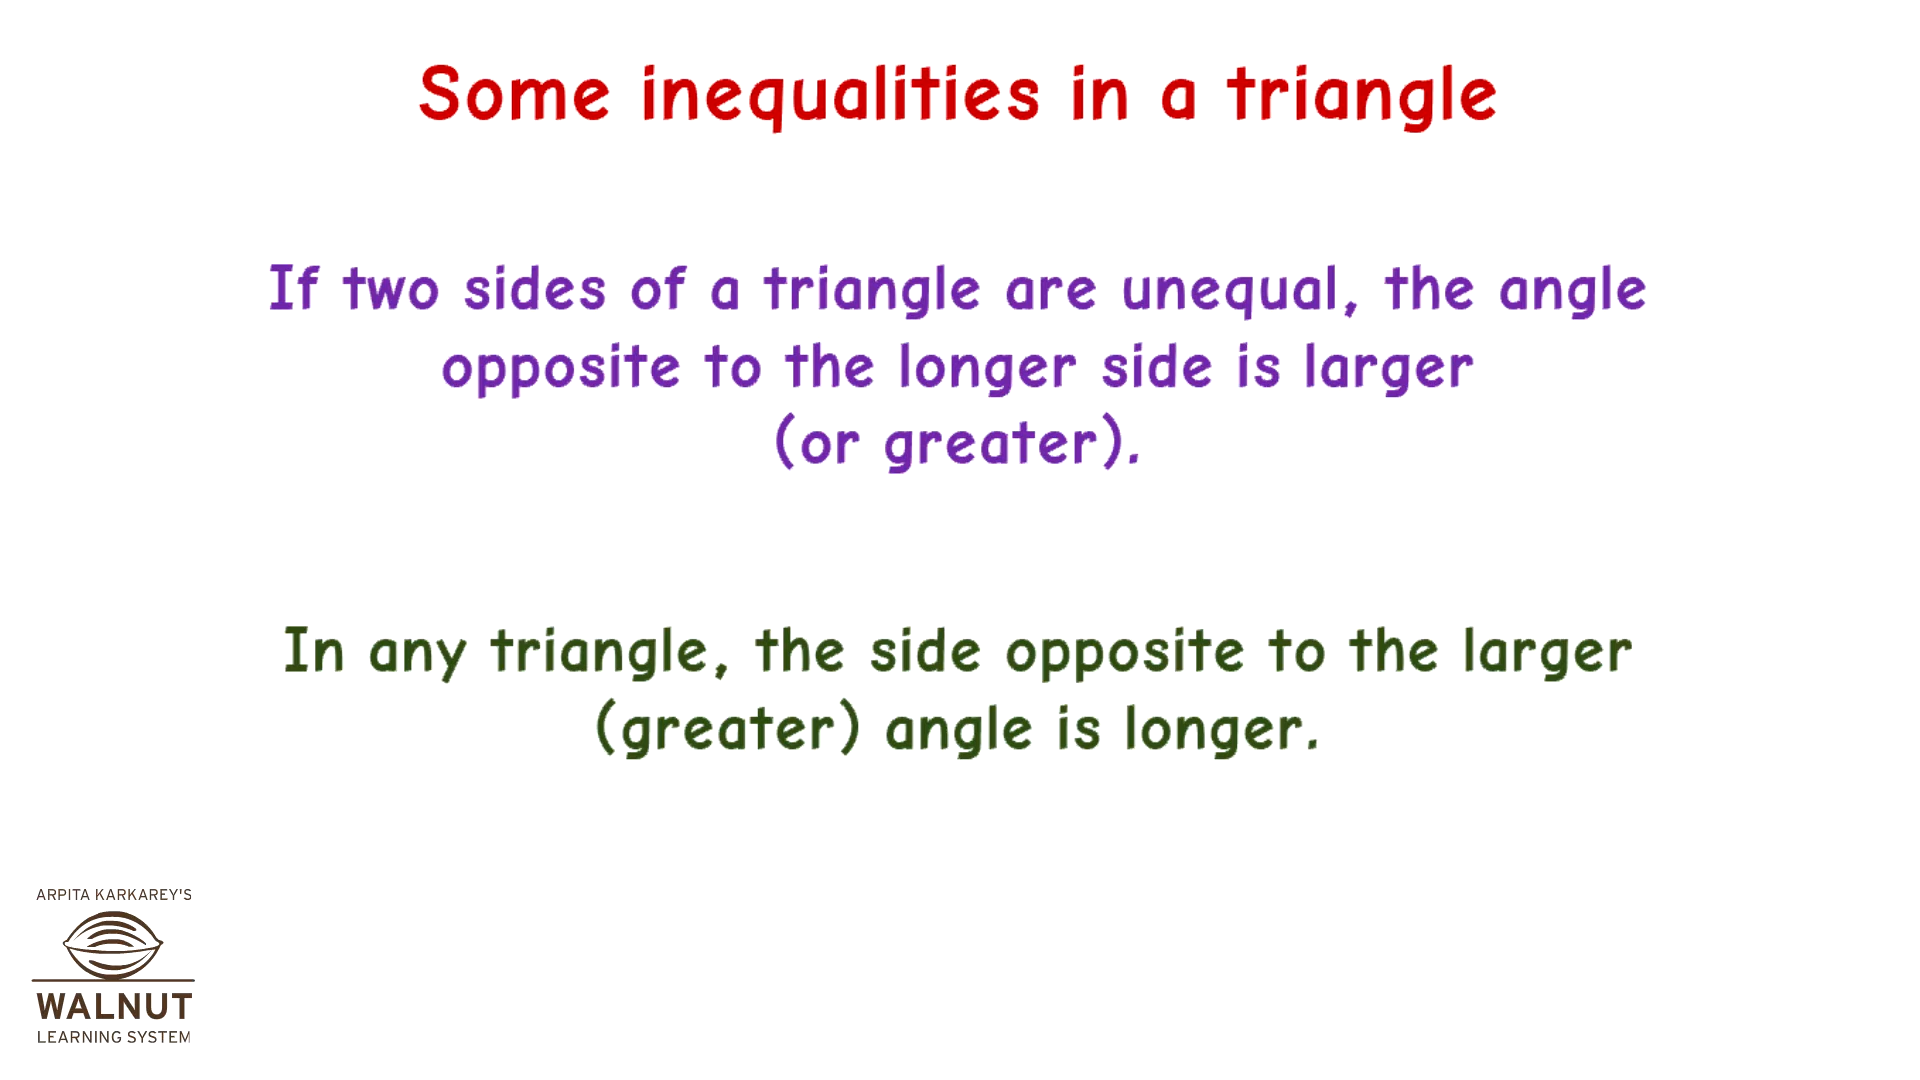 Some inequalities in a triangle
If two sides of a triangle are unequal, the angle
opposite to the longer side is larger
(or greater).
In any triangle, the side opposite to the larger
(greater) angle is longer.
ARPITA KARKAREY'S
WALNUT
LEARNING SYSTEM